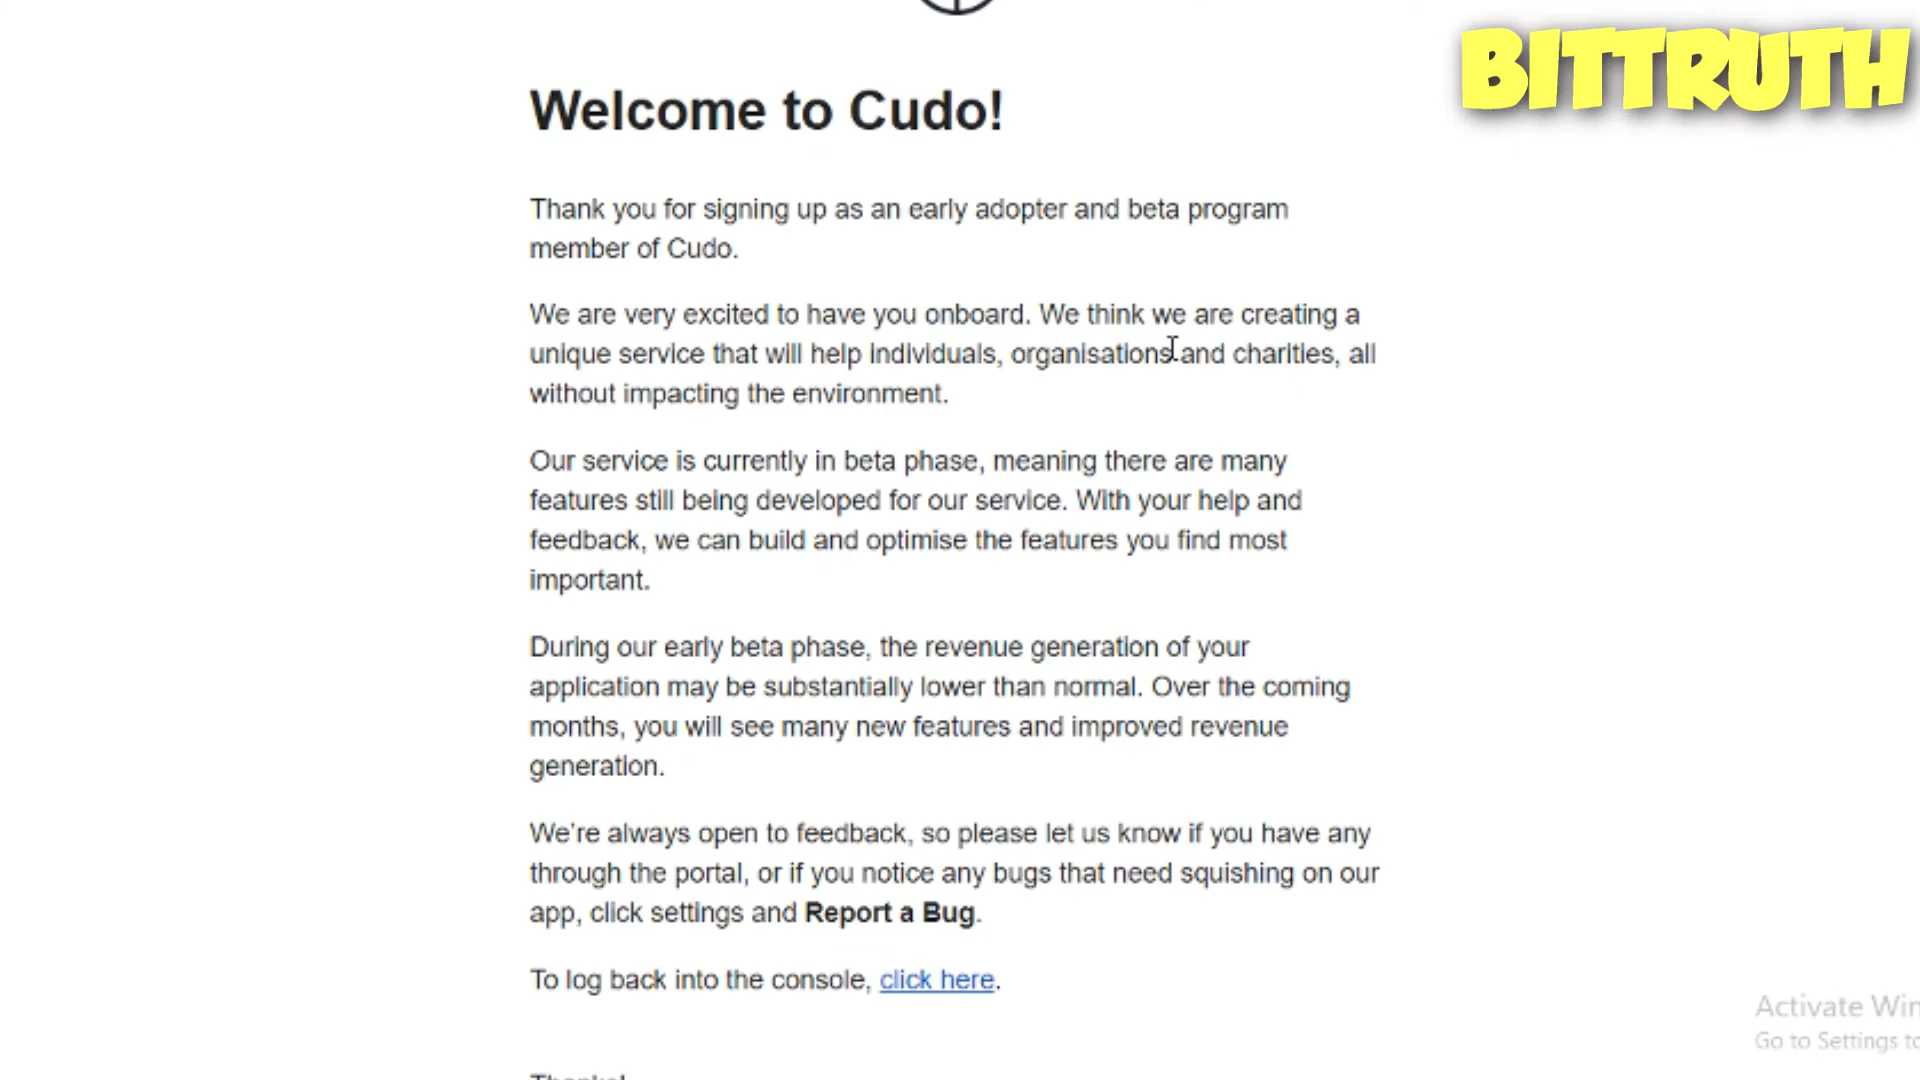 BITTRUTH
Welcome to Cudo!
Thank you for signing up as an early adopter and beta program
member of Cudo.
We are very excited to have you onboard. We think we are creating a
unique service that will help individuals, organisations and charities, all
without impacting the environment.
Our service is currently in beta phase, meaning there are many
features still being developed for our service. With your help and
feedback, we can build and optimise the features you find most
important.
During our early beta phase, the revenue generation of your
application may be substantially lower than normal. Over the coming
months, you will see many new features and improved revenue
generation.
We're always open to feedback, so please let us know if you have any
through the portal, or if you notice any bugs that need squishing on our
app, click settings and Report a Bug.
To log back into the console, click here.
Activate Win
Go to Settings to